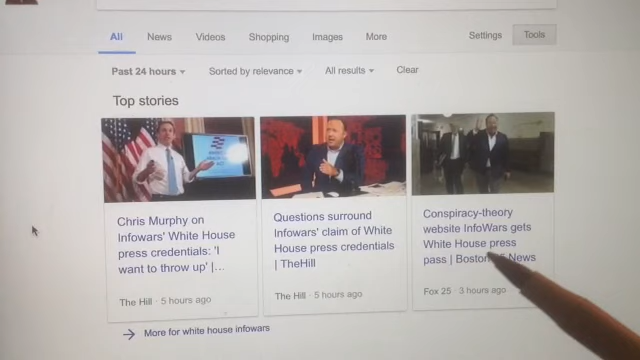 All News Videos Shopping Images More Settings Tools
Past 24 hours Sorted by relevance All results Clear
Top stories
Chris Murphy on
Infowars' White House
press credentials: 'I
want to throw up' |...
The Hill · 5 hours ago
Questions surround
Infowars' claim of White
House press credentials
| TheHill
The Hill · 5 hours ago
Conspiracy-theory
website InfoWars gets
White House press
pass | Boston News
Fox 25 · 3 hours ago
More for white house infowars